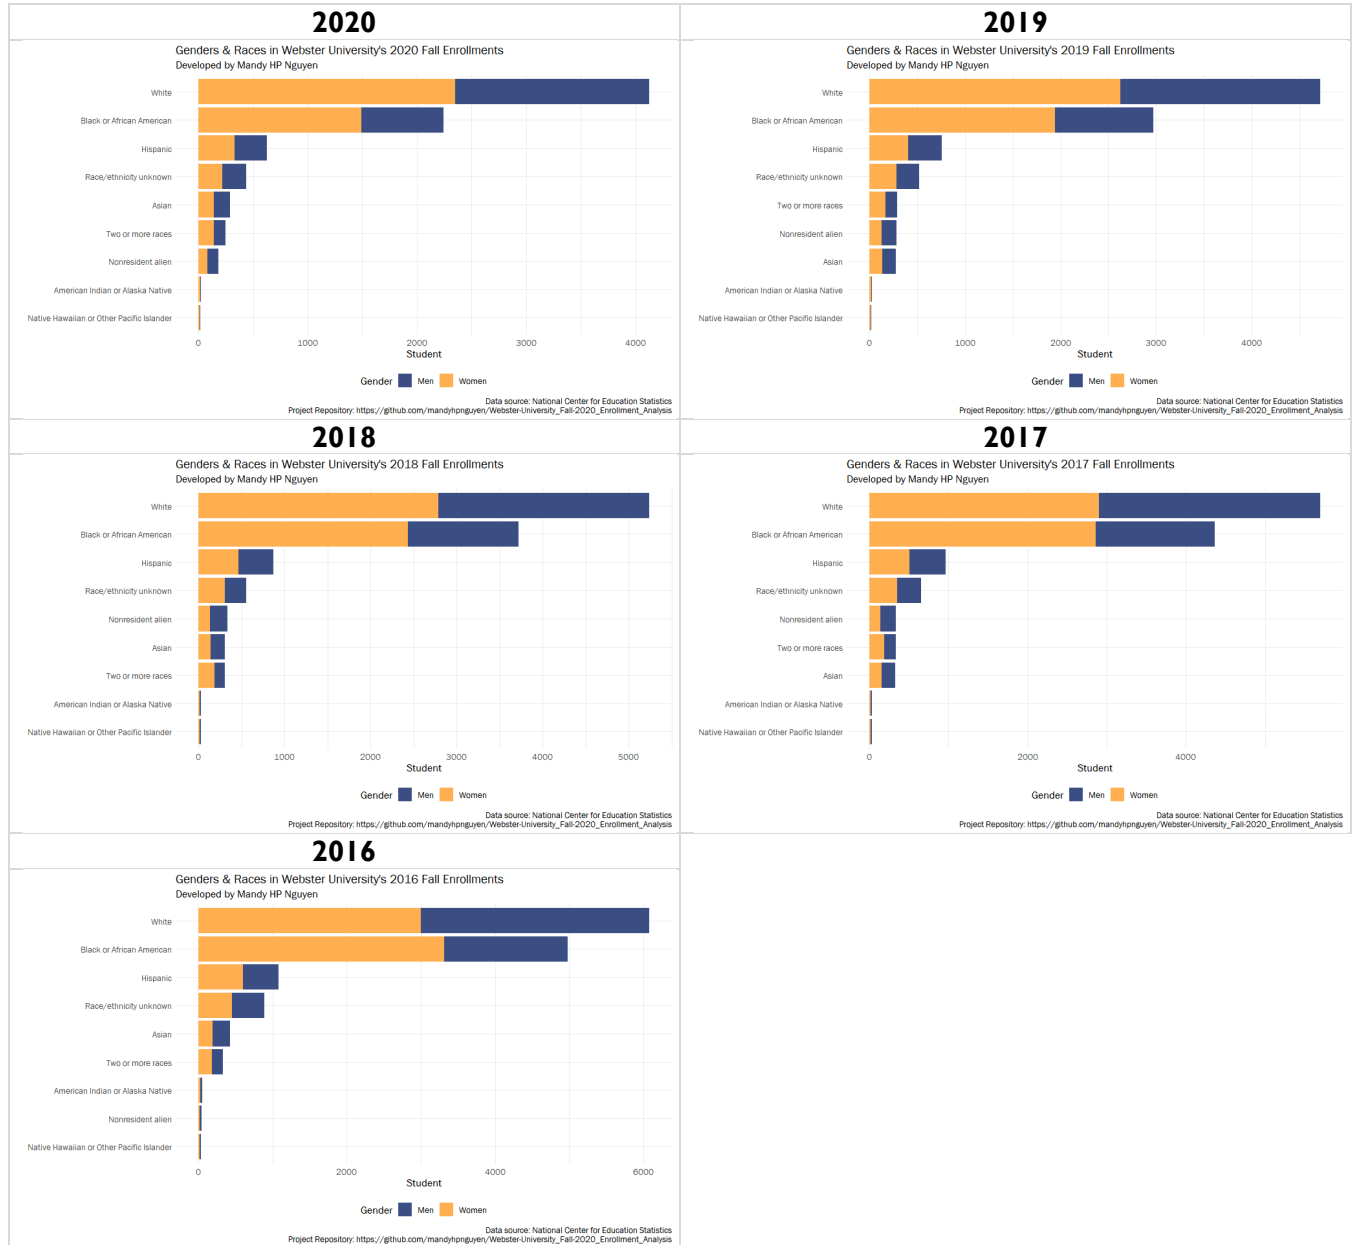 2020
Genders & Races in Webster University's 2020 Fall Enrollments
Developed by Mandy HP Nguyen
White
Black or African American
Hispanic
Race/ethnicity unknown
Asian
Two or more races
Nonresident alien
American Indian or Alaska Native
Native Hawaiian or Other Pacific Islander
0 1000 2000 3000 4000
Student
Gender Men Women
Data source: National Center for Education Statistics
Project Repository: https://github.com/mandyhpnguyen/Webster-University_Fall-2020_Enrollment_Analysis
2019
Genders & Races in Webster University's 2019 Fall Enrollments
Developed by Mandy HP Nguyen
White
Black or African American
Hispanic
Race/ethnicity unknown
Two or more races
Nonresident alien
Asian
American Indian or Alaska Native
Native Hawaiian or Other Pacific Islander
0 1000 2000 3000 4000
Student
Gender Men Women
Data source: National Center for Education Statistics
Project Repository: https://github.com/mandyhpnguyen/Webster-University_Fall-2020_Enrollment_Analysis
2018
Genders & Races in Webster University's 2018 Fall Enrollments
Developed by Mandy HP Nguyen
White
Black or African American
Hispanic
Race/ethnicity unknown
Nonresident alien
Asian
Two or more races
American Indian or Alaska Native
Native Hawaiian or Other Pacific Islander
0 1000 2000 3000 4000 5000
Student
Gender Men Women
Data source: National Center for Education Statistics
Project Repository: https://github.com/mandyhpnguyen/Webster-University_Fall-2020_Enrollment_Analysis
2017
Genders & Races in Webster University's 2017 Fall Enrollments
Developed by Mandy HP Nguyen
White
Black or African American
Hispanic
Race/ethnicity unknown
Nonresident alien
Two or more races
Asian
American Indian or Alaska Native
Native Hawaiian or Other Pacific Islander
0 2000 4000
Student
Gender Men Women
Data source: National Center for Education Statistics
Project Repository: https://github.com/mandyhpnguyen/Webster-University_Fall-2020_Enrollment_Analysis
2016
Genders & Races in Webster University's 2016 Fall Enrollments
Developed by Mandy HP Nguyen
White
Black or African American
Hispanic
Race/ethnicity unknown
Asian
Two or more races
American Indian or Alaska Native
Nonresident alien
Native Hawaiian or Other Pacific Islander
0 2000 4000 6000
Student
Gender Men Women
Data source: National Center for Education Statistics
Project Repository: https://github.com/mandyhpnguyen/Webster-University_Fall-2020_Enrollment_Analysis